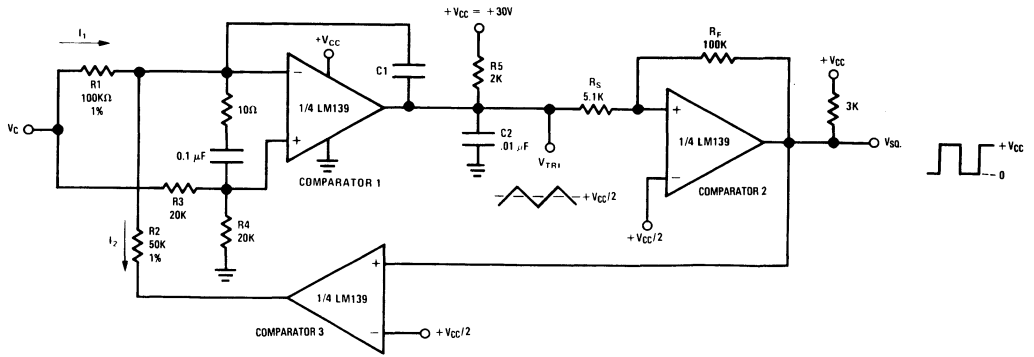 +VCC = +30V
I1
+VCC
R1
100KΩ
1%
C1
10Ω
−
1/4 LM139
+
COMPARATOR 1
VC
0.1 μF
R3
20K
R4
20K
R5
2K
C2
.01 μF
VTRI
+VCC/2
RS
5.1K
RF
100K
+
1/4 LM139
−
COMPARATOR 2
+VCC/2
+VCC
3K
VSQ.
+VCC
0
I2
R2
50K
1%
+
1/4 LM139
−
COMPARATOR 3
+VCC/2